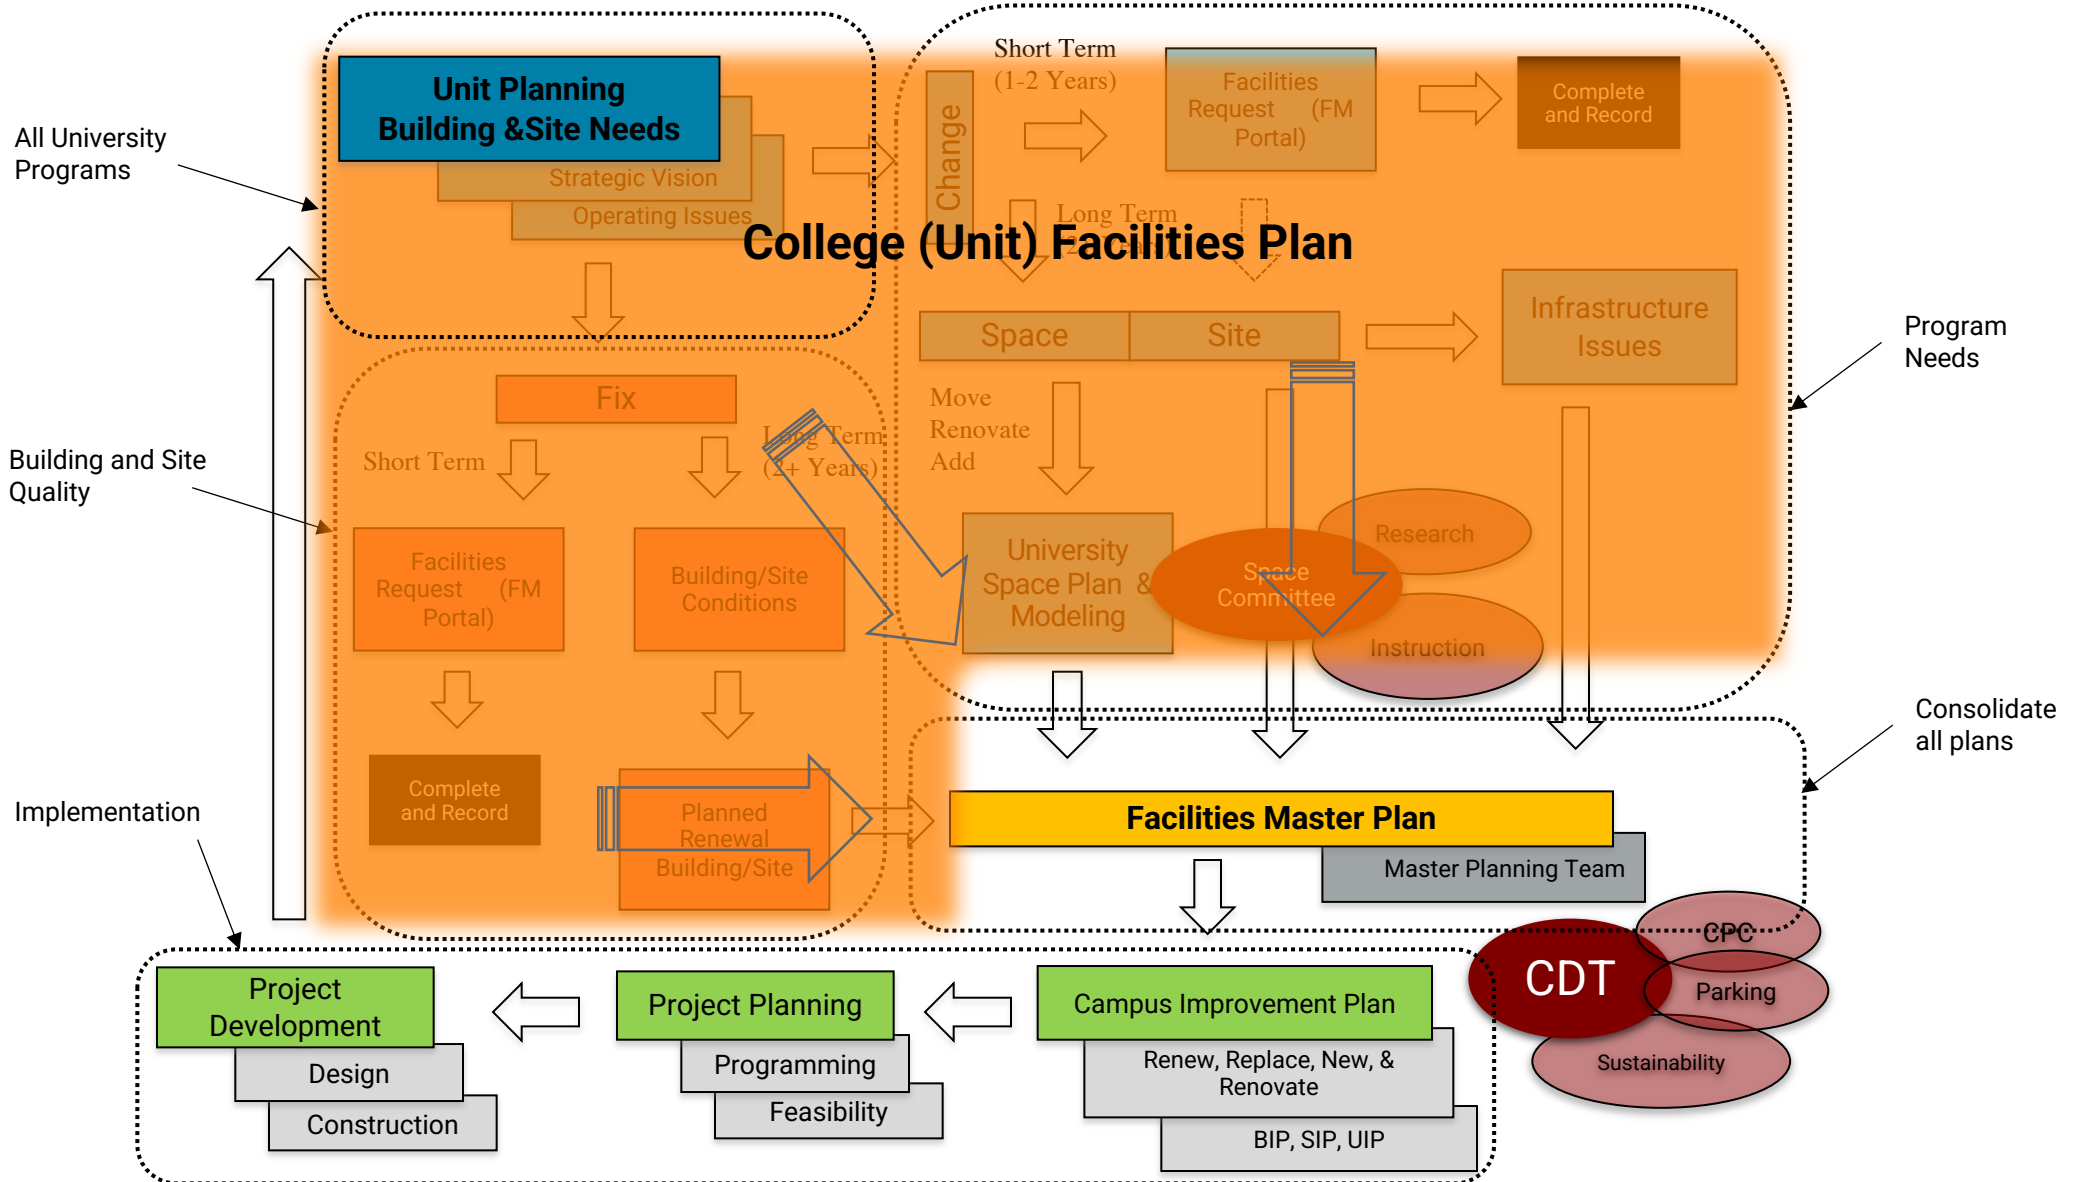 All University
Programs
Unit Planning
Building &Site Needs
Strategic Vision
Operating Issues
Change
Short Term
(1-2 Years)
Facilities
Request (FM
Portal)
Complete
and Record
Long Term
College (Unit) Facilities Plan
Space
Site
Infrastructure
Issues
Program
Needs
Fix
Short Term
Long Term
(2+ Years)
Move
Renovate
Add
Building and Site
Quality
Facilities
Request (FM
Portal)
Building/Site
Conditions
University
Space Plan &
Modeling
Space
Committee
Research
Instruction
Consolidate
all plans
Complete
and Record
Planned
Renewal
Building/Site
Facilities Master Plan
Master Planning Team
Implementation
CDT
CPC
Parking
Sustainability
Project
Development
Design
Construction
Project Planning
Programming
Feasibility
Campus Improvement Plan
Renew, Replace, New, &
Renovate
BIP, SIP, UIP